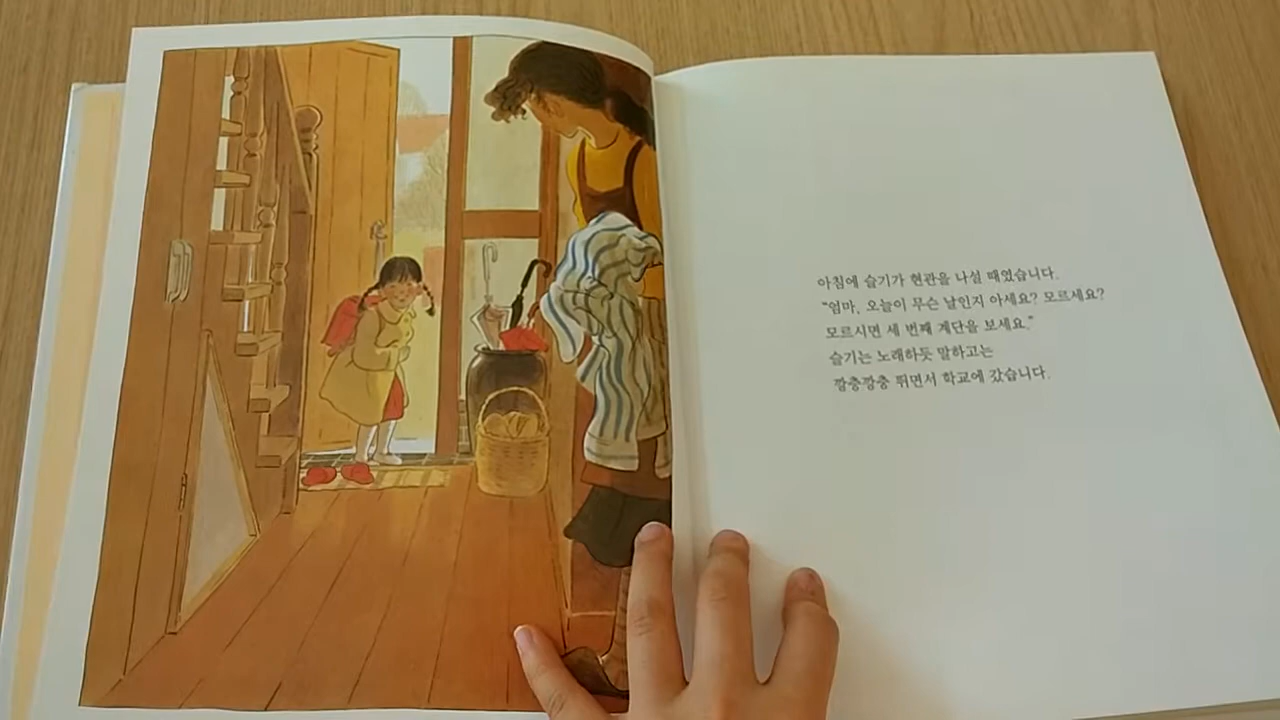 아침에 슬기가 현관을 나설 때였습니다.
"엄마, 오늘이 무슨 날인지 아세요? 모르세요?
모르시면 세 번째 계단을 보세요."
슬기는 노래하듯 말하고는
깡충깡충 뛰면서 학교에 갔습니다.